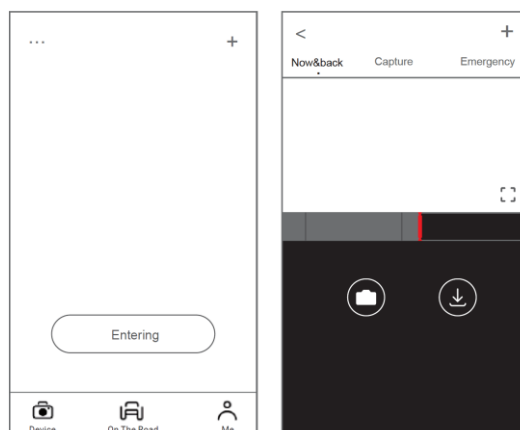 ... +
Entering
Device On The Road Me
< +
Now&back Capture Emergency